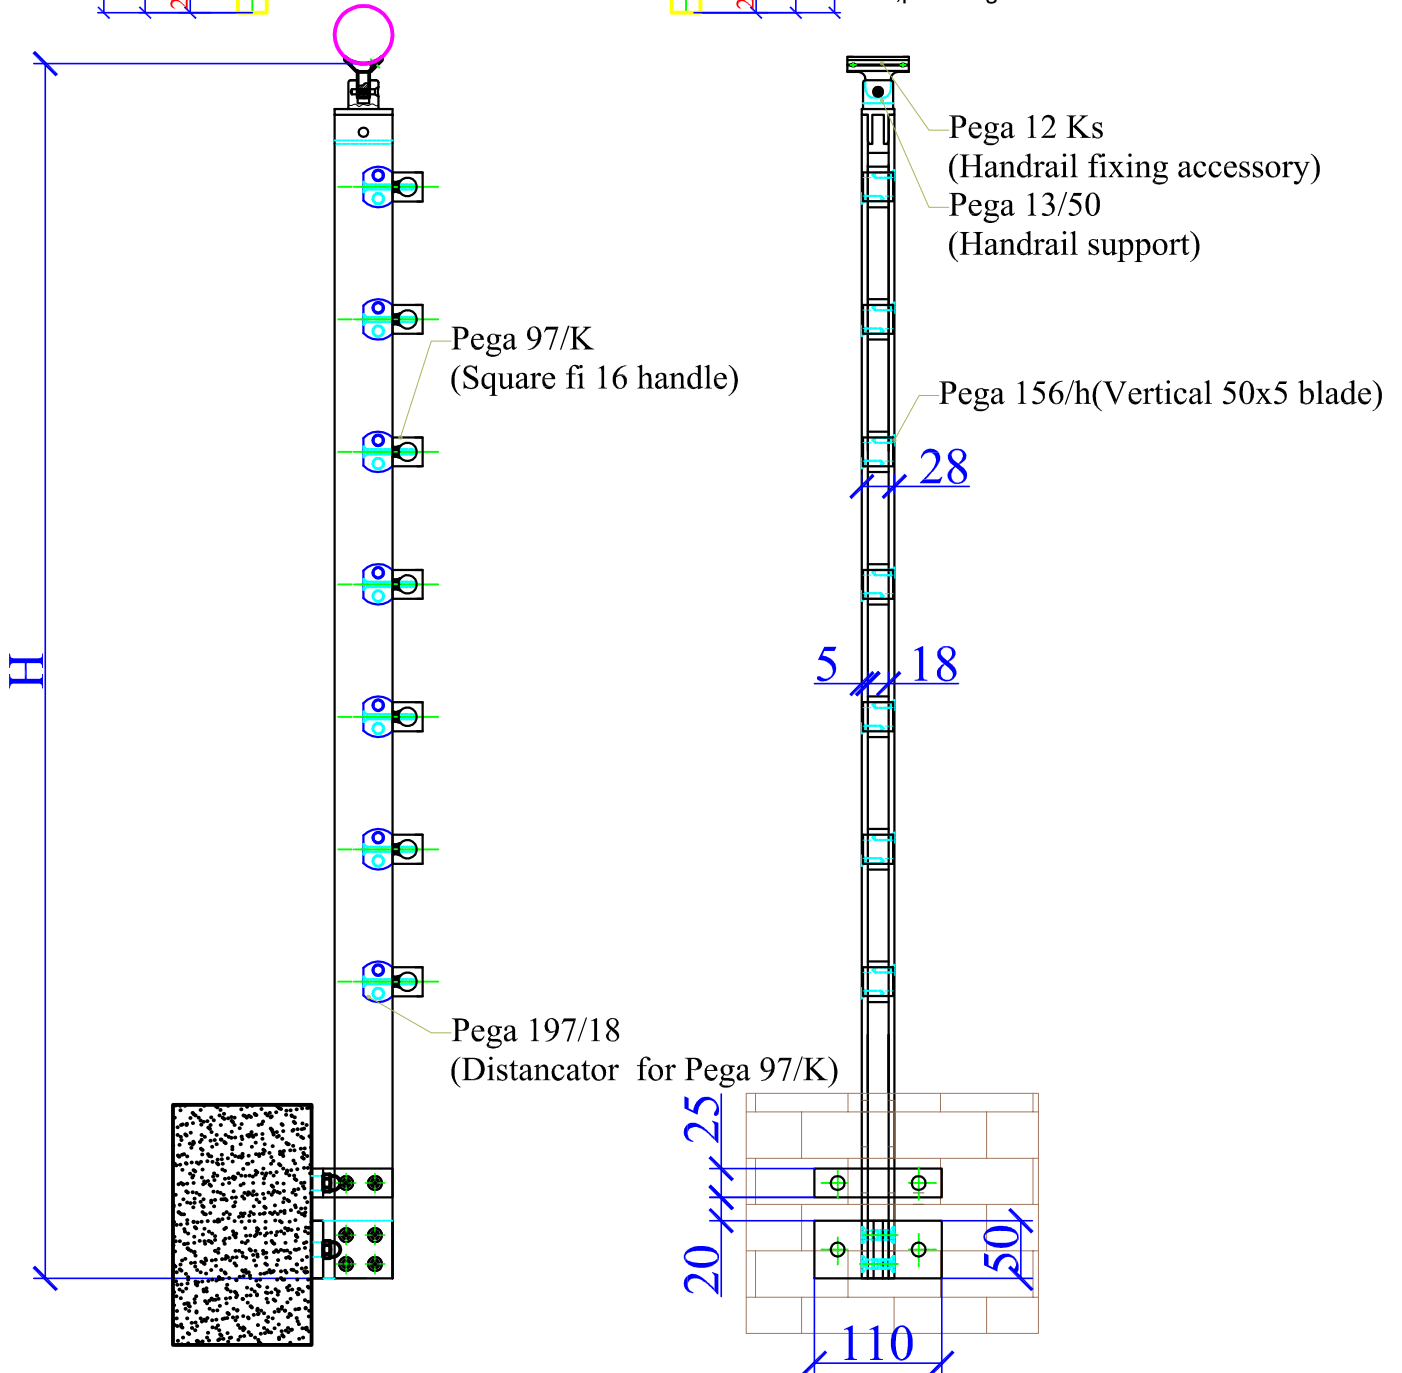 Pega 12 Ks
(Handrail fixing accessory)
Pega 13/50
(Handrail support)
Pega 97/K
(Square fi 16 handle)
Pega 156/h(Vertical 50x5 blade)
28
H
5
18
Pega 197/18
(Distancator for Pega 97/K)
25
20
50
110